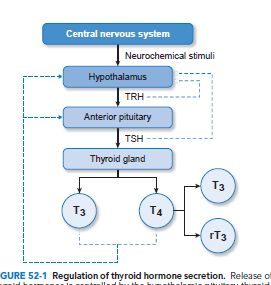 Central nervous system
Neurochemical stimuli
Hypothalamus
TRH
Anterior pituitary
TSH
Thyroid gland
T3
T4
T3
rT3
GURE 52-1 Regulation of thyroid hormone secretion. Release of